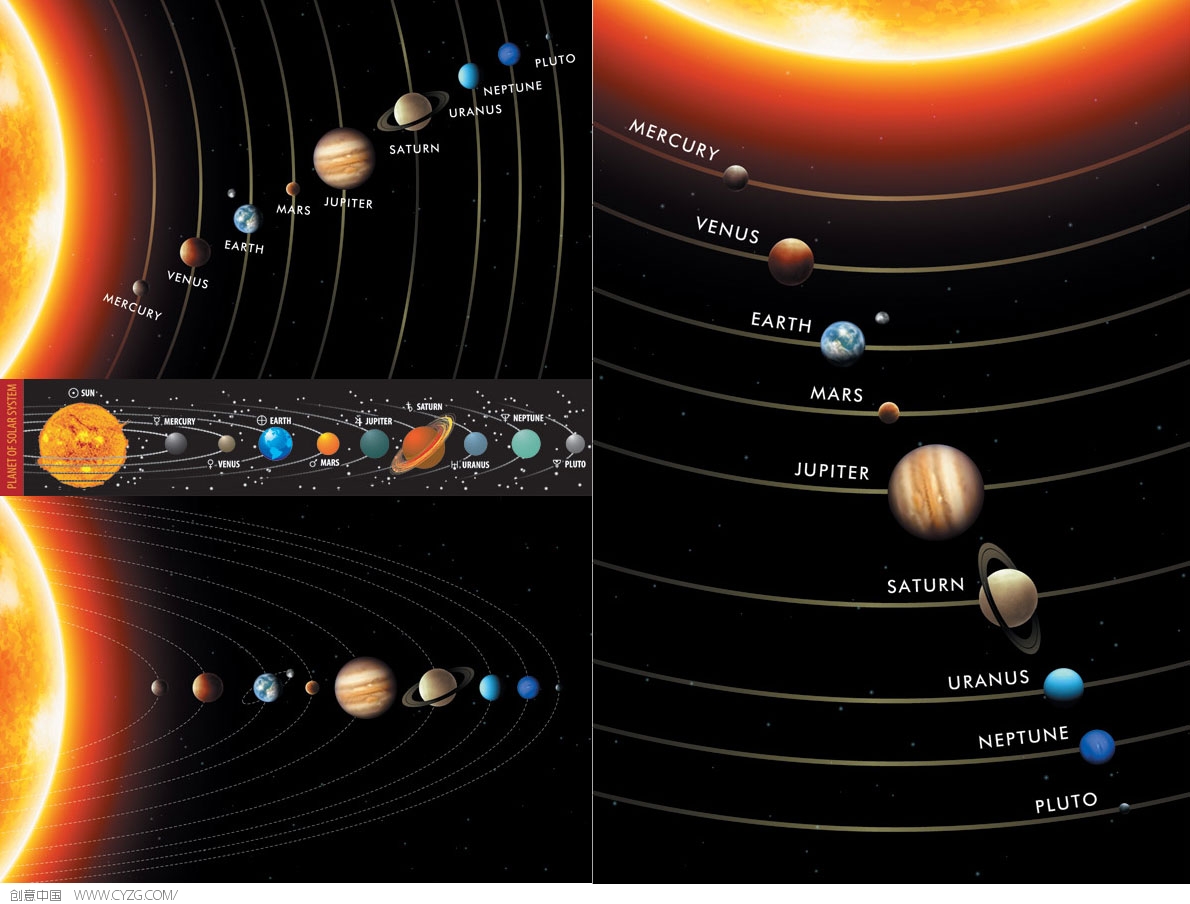 PLUTO
NEPTUNE
URANUS
SATURN
JUPITER
MARS
EARTH
VENUS
MERCURY
PLANET OF SOLAR SYSTEM
☉ SUN
☿ MERCURY
♀ VENUS
⊕ EARTH
♂ MARS
♃ JUPITER
♄ SATURN
♅ URANUS
♆ NEPTUNE
PLUTO
MERCURY
VENUS
EARTH
MARS
JUPITER
SATURN
URANUS
NEPTUNE
PLUTO
创意中国 WWW.CYZG.COM/